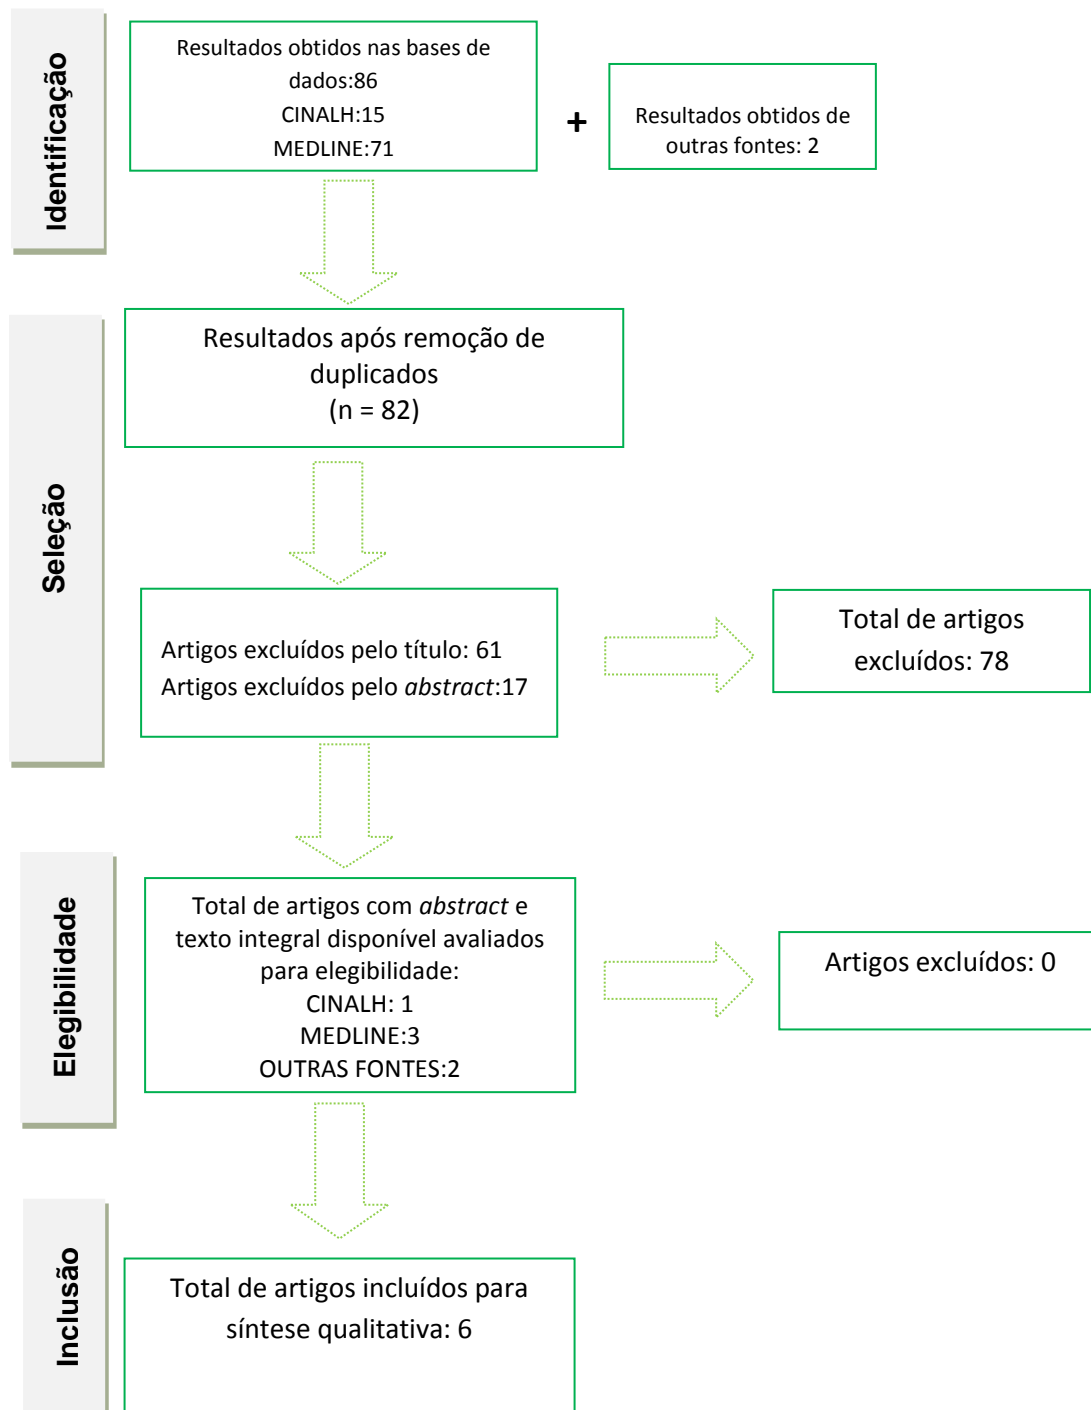 Identificação
Resultados obtidos nas bases de
dados:86
CINALH:15
MEDLINE:71
+
Resultados obtidos de
outras fontes: 2
Seleção
Resultados após remoção de
duplicados
(n = 82)
Artigos excluídos pelo título: 61
Artigos excluídos pelo abstract:17
Total de artigos
excluídos: 78
Elegibilidade
Total de artigos com abstract e
texto integral disponível avaliados
para elegibilidade:
CINALH: 1
MEDLINE:3
OUTRAS FONTES:2
Artigos excluídos: 0
Inclusão
Total de artigos incluídos para
síntese qualitativa: 6